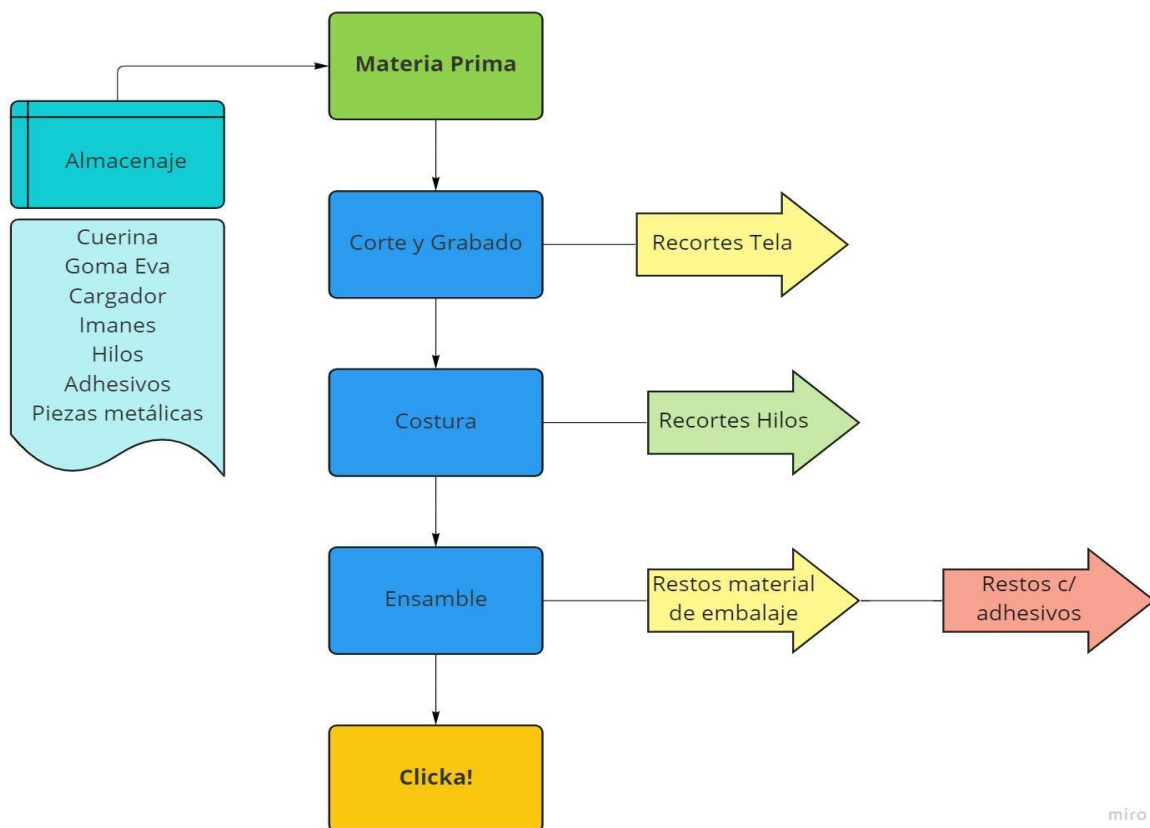 Materia Prima
Almacenaje
Cuerina
Goma Eva
Cargador
Imanes
Hilos
Adhesivos
Piezas metálicas
Corte y Grabado
Recortes Tela
Costura
Recortes Hilos
Ensamble
Restos material
de embalaje
Restos c/
adhesivos
Clicka!
miro